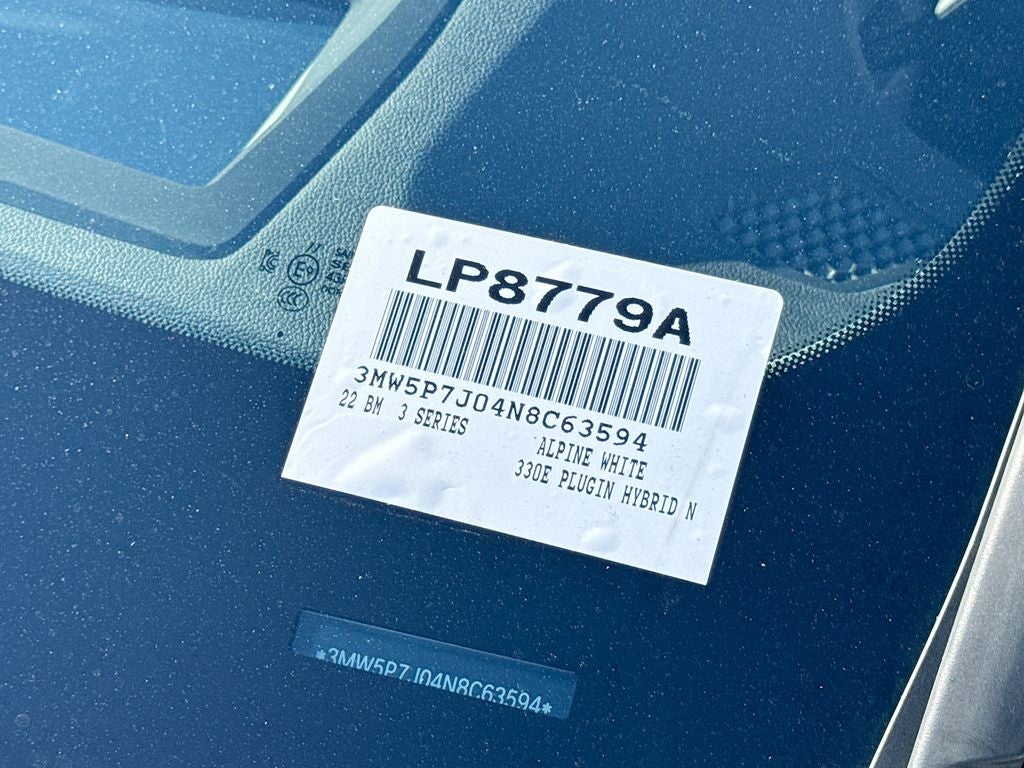 LP8779A
3MW5P7J04N8C63594
22 BM 3 SERIES
ALPINE WHITE
330E PLUGIN HYBRID N
*3MW5P7J04N8C63594*